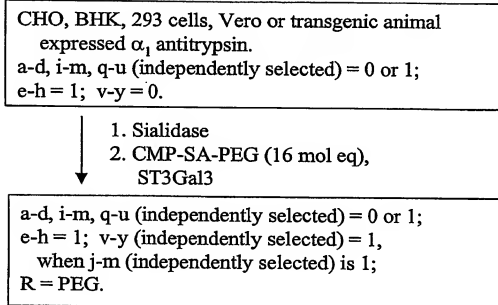 CHO, BHK, 293 cells, Vero or transgenic animal
expressed α₁ antitrypsin.
a-d, i-m, q-u (independently selected) = 0 or 1;
e-h = 1; v-y = 0.
1. Sialidase
2. CMP-SA-PEG (16 mol eq),
ST3Gal3
a-d, i-m, q-u (independently selected) = 0 or 1;
e-h = 1; v-y (independently selected) = 1,
when j-m (independently selected) is 1;
R = PEG.